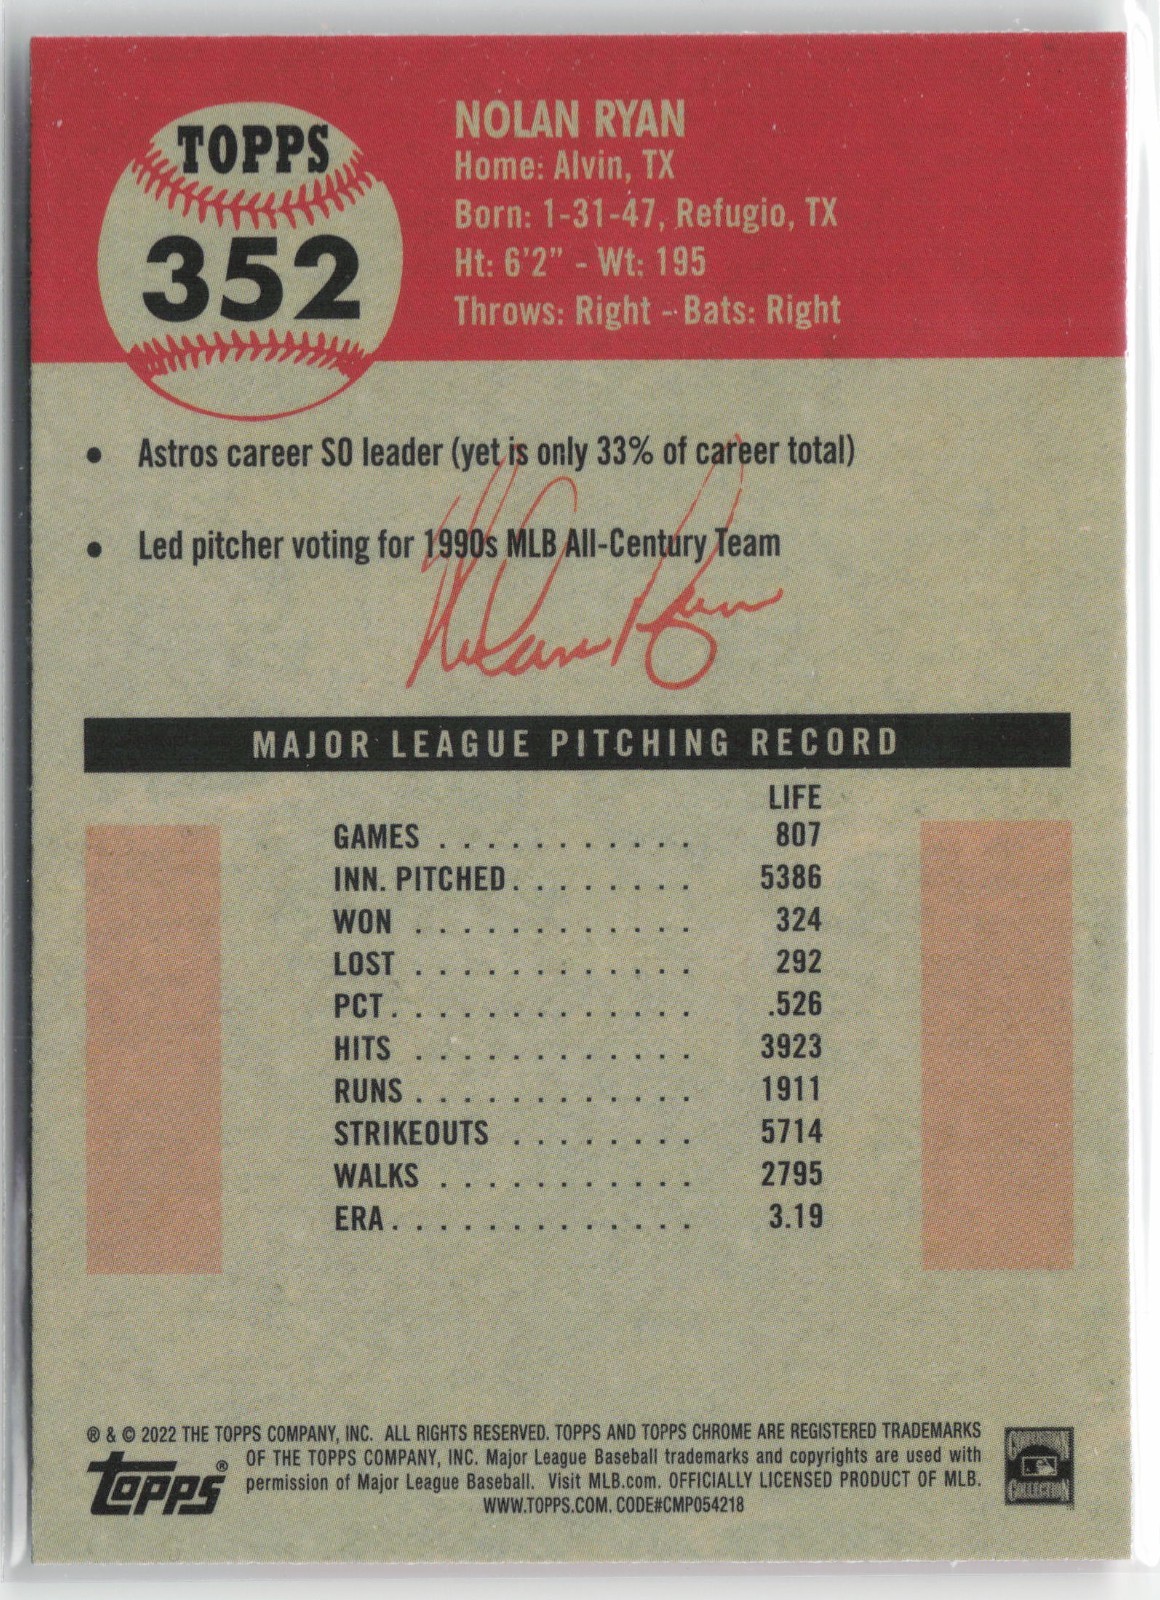 TOPPS
352
NOLAN RYAN
Home: Alvin, TX
Born: 1-31-47, Refugio, TX
Ht: 6'2" - Wt: 195
Throws: Right - Bats: Right
• Astros career SO leader (yet is only 33% of career total)
• Led pitcher voting for 1990s MLB All-Century Team
Nolan Ryan
MAJOR LEAGUE PITCHING RECORD
LIFE
GAMES . . . . . . . . . . . 807
INN. PITCHED. . . . . . . . 5386
WON . . . . . . . . . . . . 324
LOST . . . . . . . . . . . . 292
PCT. . . . . . . . . . . . . .526
HITS . . . . . . . . . . . . 3923
RUNS . . . . . . . . . . . . 1911
STRIKEOUTS . . . . . . . . 5714
WALKS . . . . . . . . . . . 2795
ERA. . . . . . . . . . . . . 3.19
® & © 2022 THE TOPPS COMPANY, INC. ALL RIGHTS RESERVED. TOPPS AND TOPPS CHROME ARE REGISTERED TRADEMARKS
OF THE TOPPS COMPANY, INC. Major League Baseball trademarks and copyrights are used with
permission of Major League Baseball. Visit MLB.com. OFFICIALLY LICENSED PRODUCT OF MLB.
WWW.TOPPS.COM. CODE#CMP054218
TOPPS®
COOPERSTOWN
COLLECTION